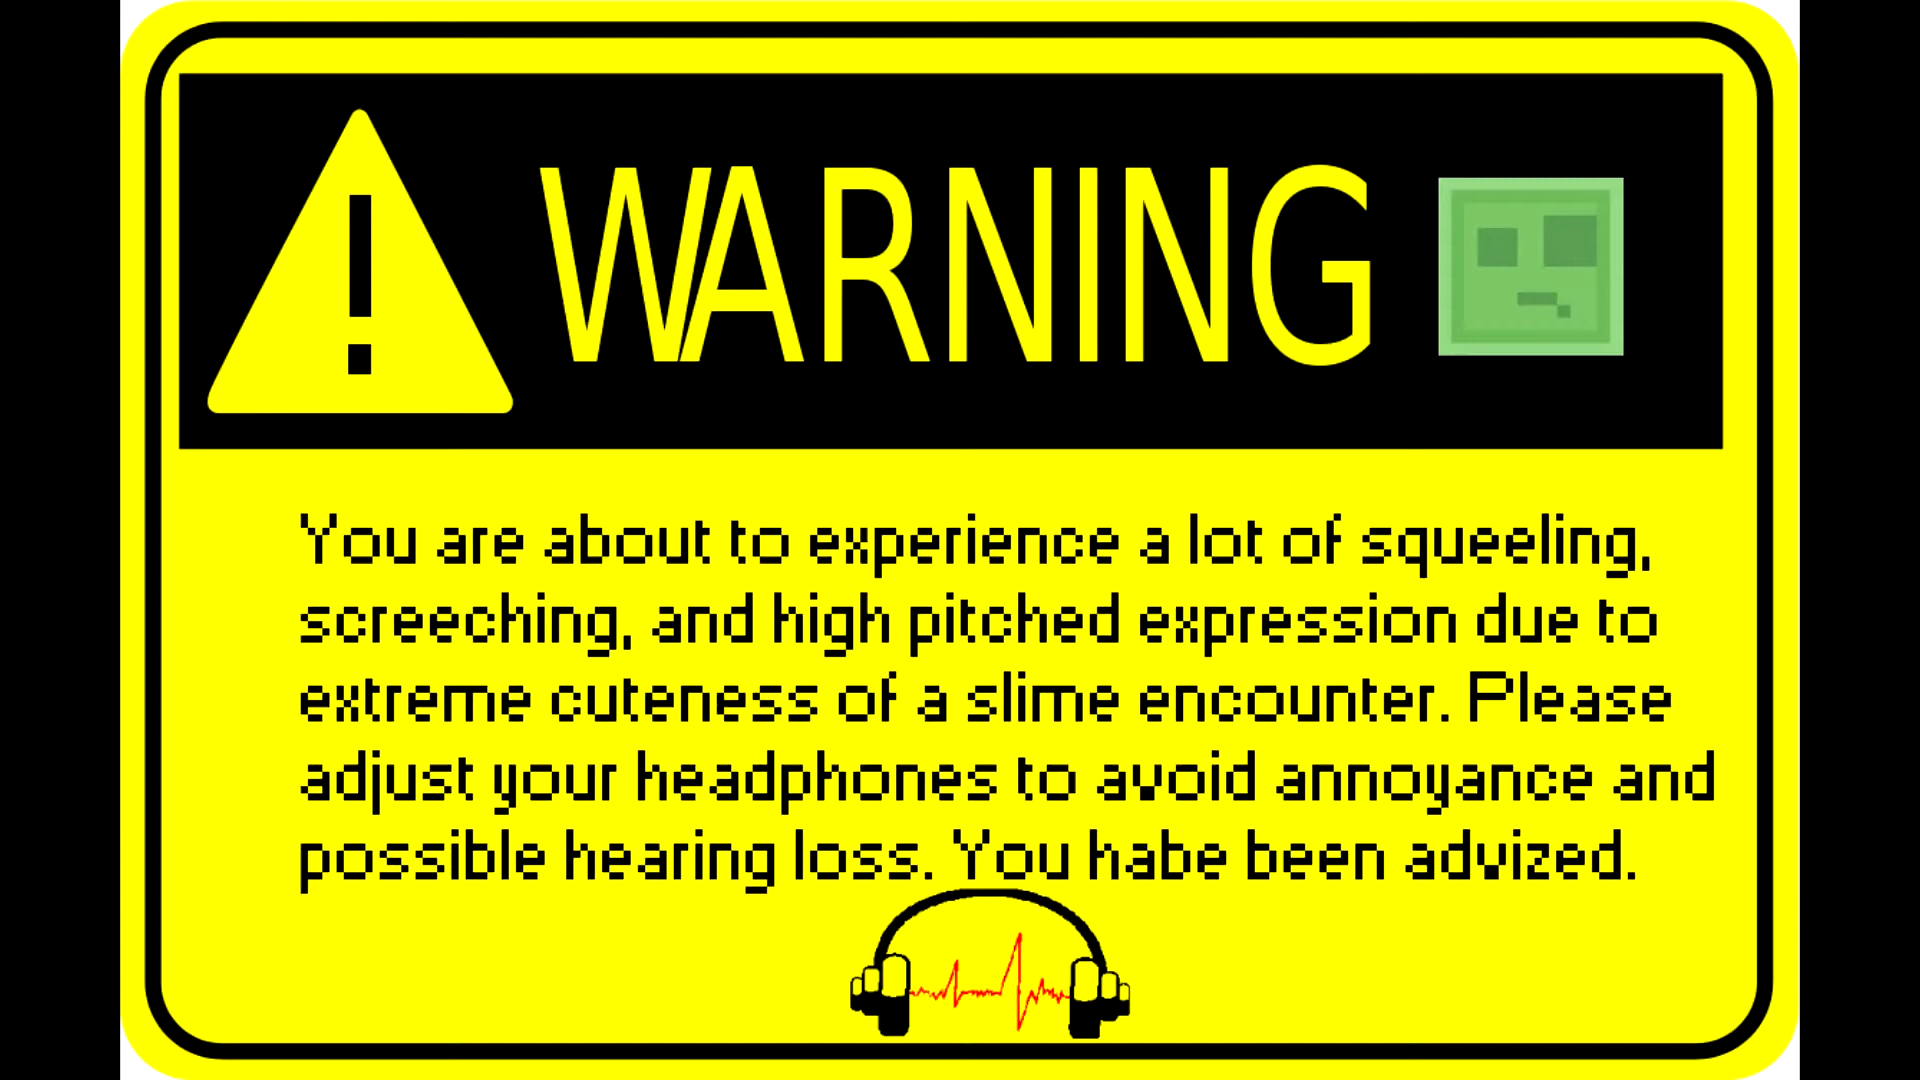 WARNING
You are about to experience a lot of squeeling,
screeching, and high pitched expression due to
extreme cuteness of a slime encounter. Please
adjust your headphones to avoid annoyance and
possible hearing loss. You habe been advized.